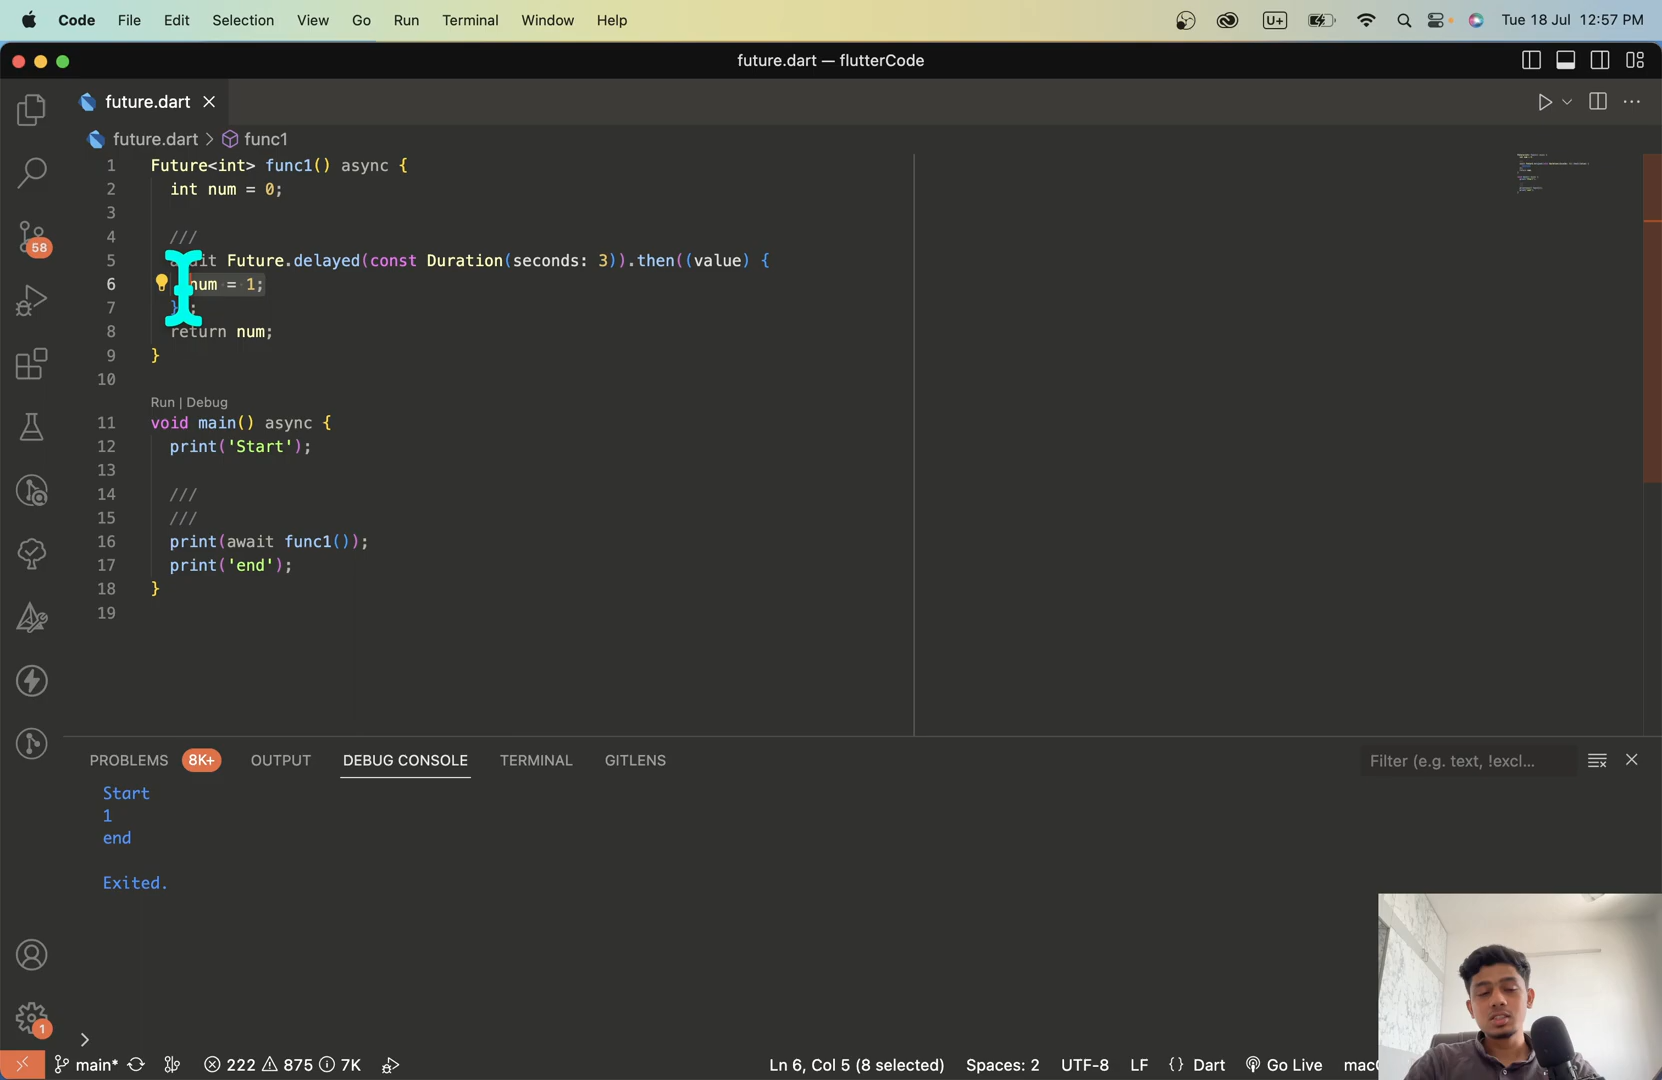 Code File Edit Selection View Go Run Terminal Window Help U+ Tue 18 Jul 12:57 PM
future.dart — flutterCode
future.dart
future.dart > func1
1 Future<int> func1() async {
2 int num = 0;
3
4 ///
5 Future.delayed(const Duration(seconds: 3)).then((value) {
6 num = 1;
7 }
8 return num;
9 }
10
Run | Debug
11 void main() async {
12 print('Start');
13
14 ///
15 ///
16 print(await func1());
17 print('end');
18 }
19
58
PROBLEMS 8K+ OUTPUT DEBUG CONSOLE TERMINAL GITLENS Filter (e.g. text, !excl...
Start
1
end
Exited.
1
>
main* 222 875 7K Ln 6, Col 5 (8 selected) Spaces: 2 UTF-8 LF {} Dart Go Live